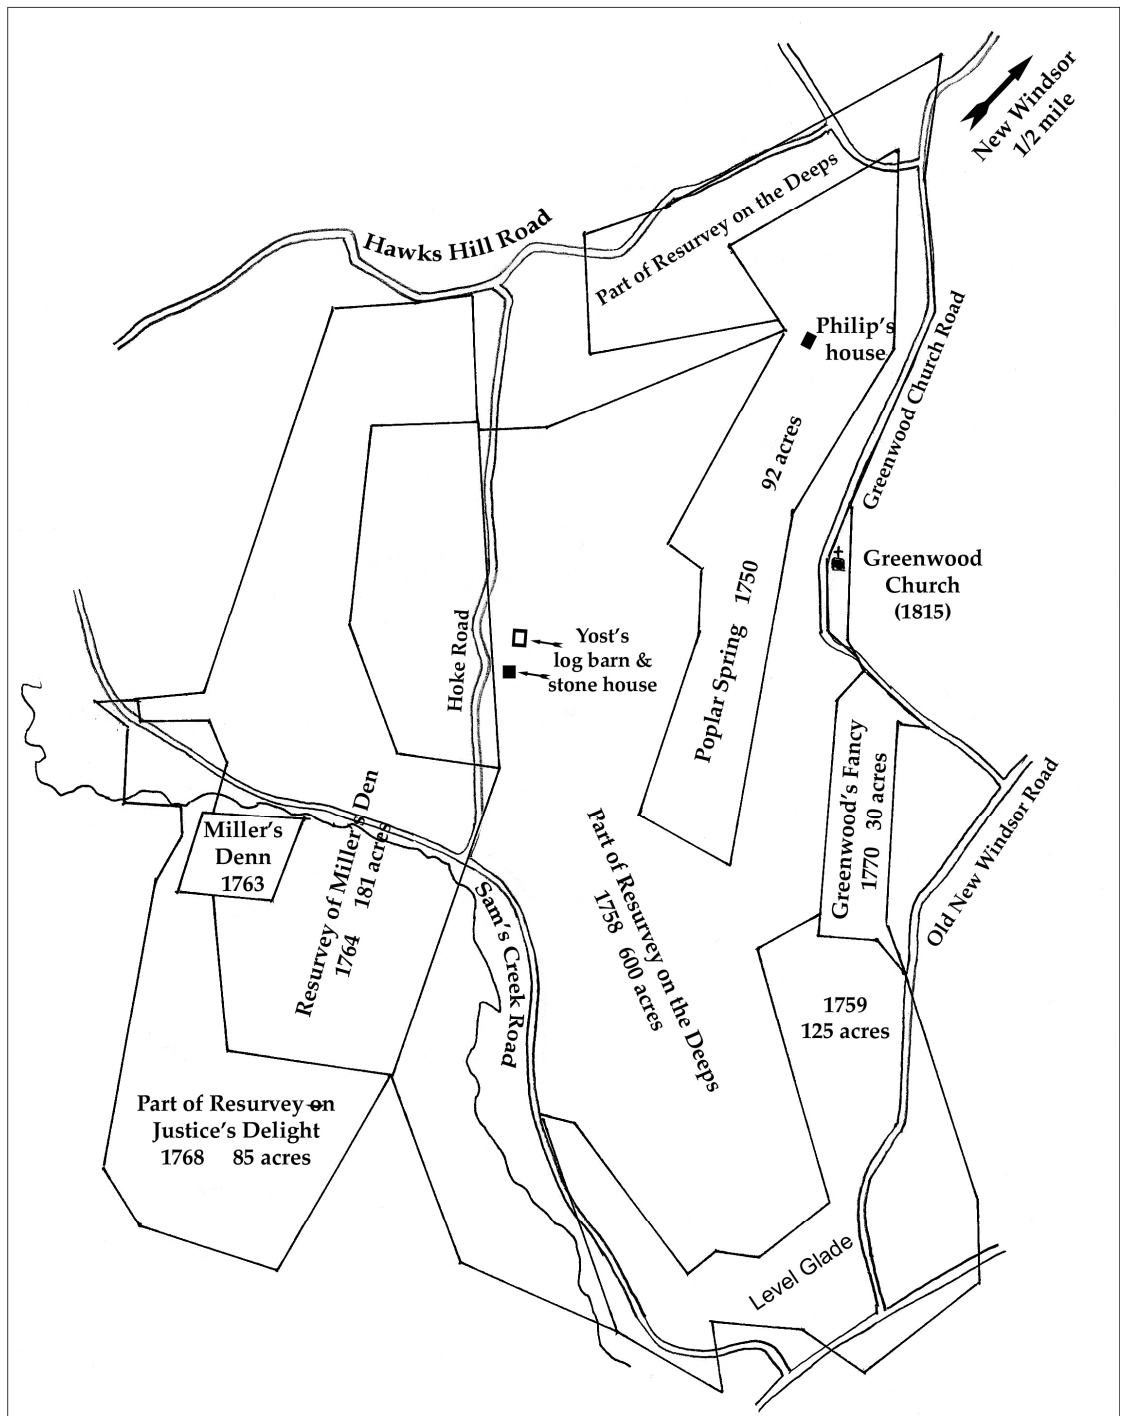 New Windsor
1/2 mile
Hawks Hill Road
Part of Resurvey on the Deeps
Philip's
house
Greenwood Church Road
92 acres
Poplar Spring 1750
Greenwood
Church
(1815)
Hoke Road
Yost's
log barn &
stone house
Greenwood's Fancy
1770 30 acres
Old New Windsor Road
Miller's
Denn
1763
Resurvey of Miller's Den
1764 181 acres
Sam's Creek Road
Part of Resurvey on the Deeps
1758 600 acres
1759
125 acres
Part of Resurvey on
Justice's Delight
1768 85 acres
Level Glade